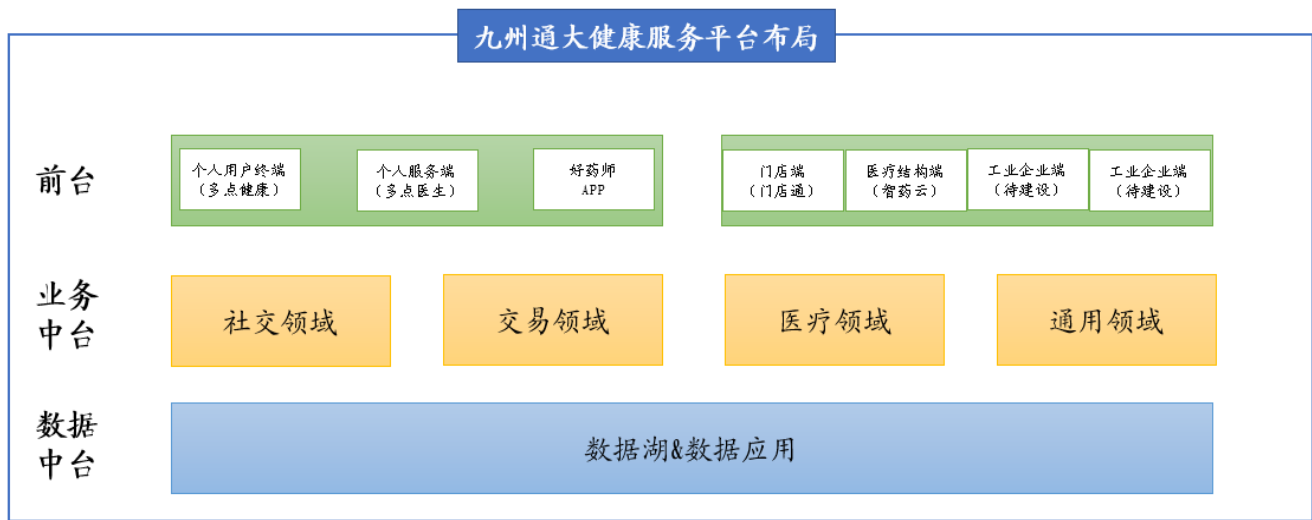 九州通大健康服务平台布局
前台
个人用户终端
(多点健康)
个人服务端
(多点医生)
好药师
APP
门店端
(门店通)
医疗结构端
(智药云)
工业企业端
(待建设)
工业企业端
(待建设)
业务
中台
社交领域
交易领域
医疗领域
通用领域
数据
中台
数据湖&数据应用